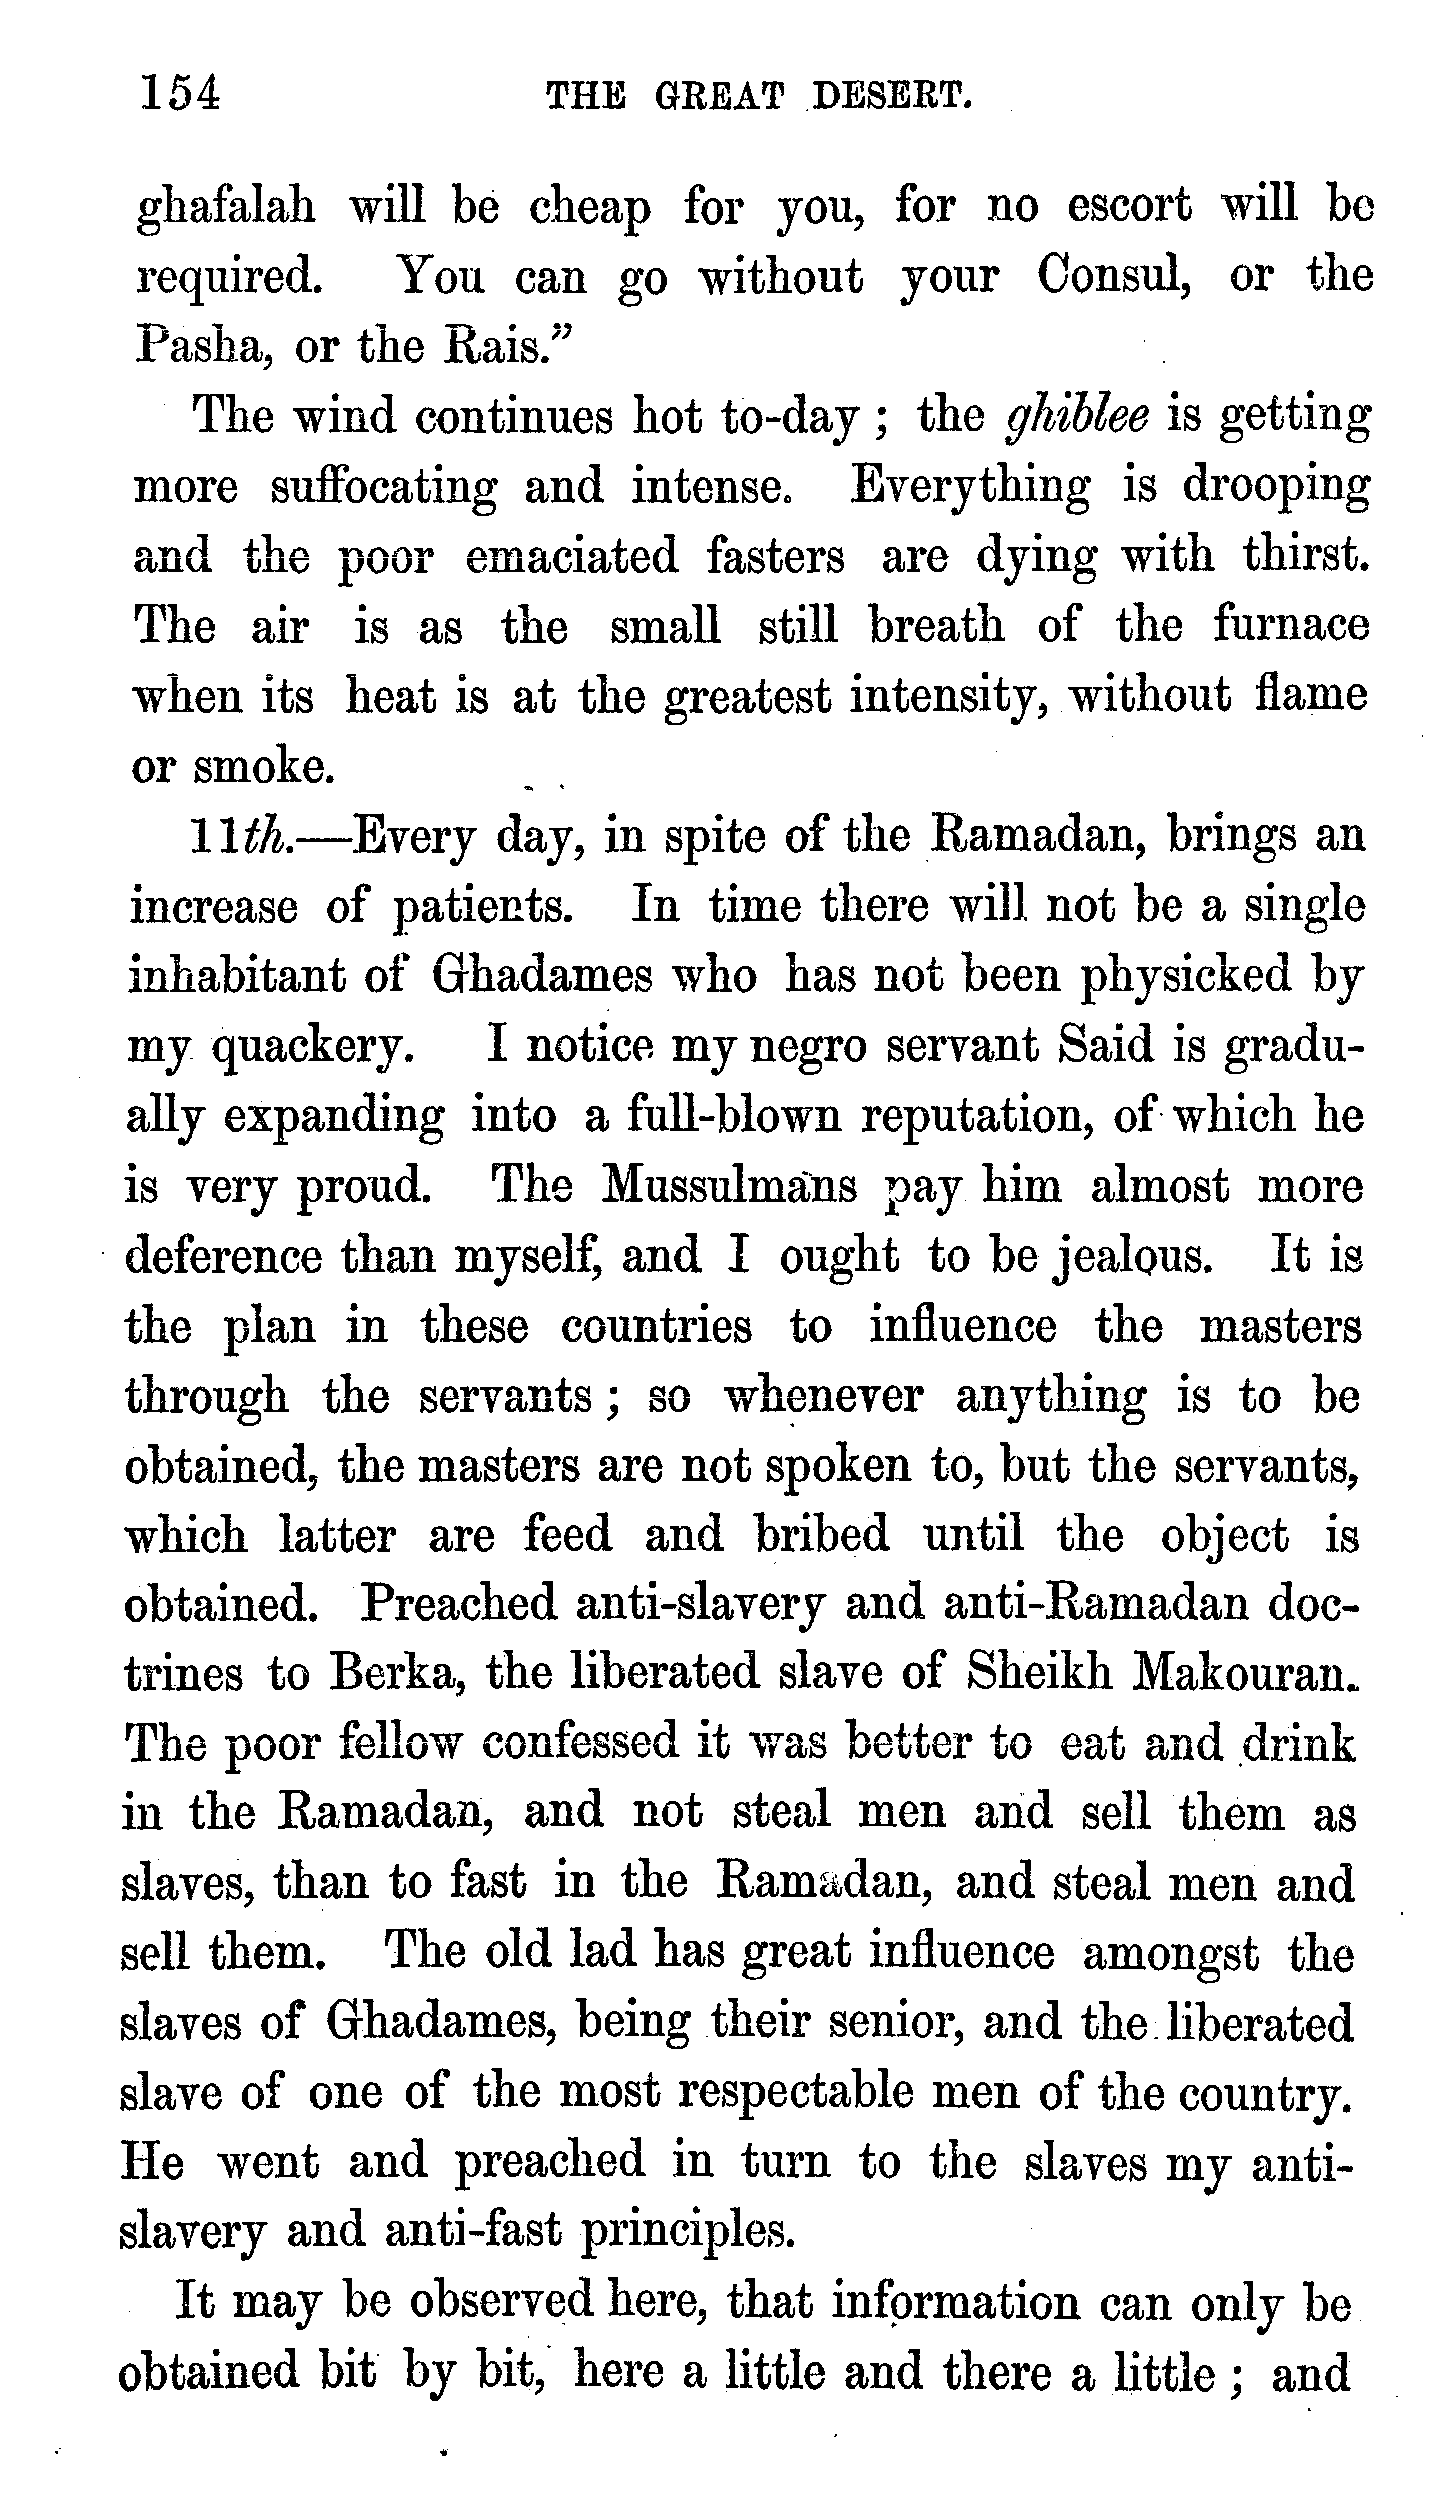 154 THE GREAT DESERT.
ghafalah will be cheap for you, for no escort will be
required. You can go without your Consul, or the
Pasha, or the Rais.”
The wind continues hot to-day ; the ghiblee is getting
more suffocating and intense. Everything is drooping
and the poor emaciated fasters are dying with thirst.
The air is as the small still breath of the furnace
when its heat is at the greatest intensity, without flame
or smoke.
11th.—Every day, in spite of the Ramadan, brings an
increase of patients. In time there will not be a single
inhabitant of Ghadames who has not been physicked by
my quackery. I notice my negro servant Said is gradu-
ally expanding into a full-blown reputation, of which he
is very proud. The Mussulmans pay him almost more
deference than myself, and I ought to be jealous. It is
the plan in these countries to influence the masters
through the servants ; so whenever anything is to be
obtained, the masters are not spoken to, but the servants,
which latter are feed and bribed until the object is
obtained. Preached anti-slavery and anti-Ramadan doc-
trines to Berka, the liberated slave of Sheikh Makouran.
The poor fellow confessed it was better to eat and drink
in the Ramadan, and not steal men and sell them as
slaves, than to fast in the Ramadan, and steal men and
sell them. The old lad has great influence amongst the
slaves of Ghadames, being their senior, and the liberated
slave of one of the most respectable men of the country.
He went and preached in turn to the slaves my anti-
slavery and anti-fast principles.
It may be observed here, that information can only be
obtained bit by bit, here a little and there a little ; and